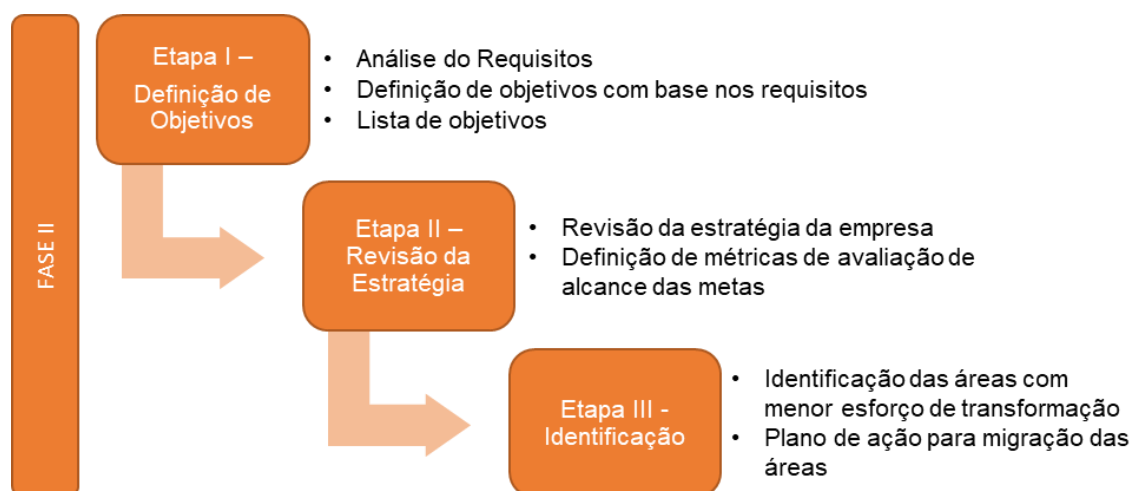 FASE II
Etapa I –
Definição de
Objetivos
• Análise do Requisitos
• Definição de objetivos com base nos requisitos
• Lista de objetivos
Etapa II –
Revisão da
Estratégia
• Revisão da estratégia da empresa
• Definição de métricas de avaliação de
alcance das metas
Etapa III -
Identificação
• Identificação das áreas com
menor esforço de transformação
• Plano de ação para migração das
áreas